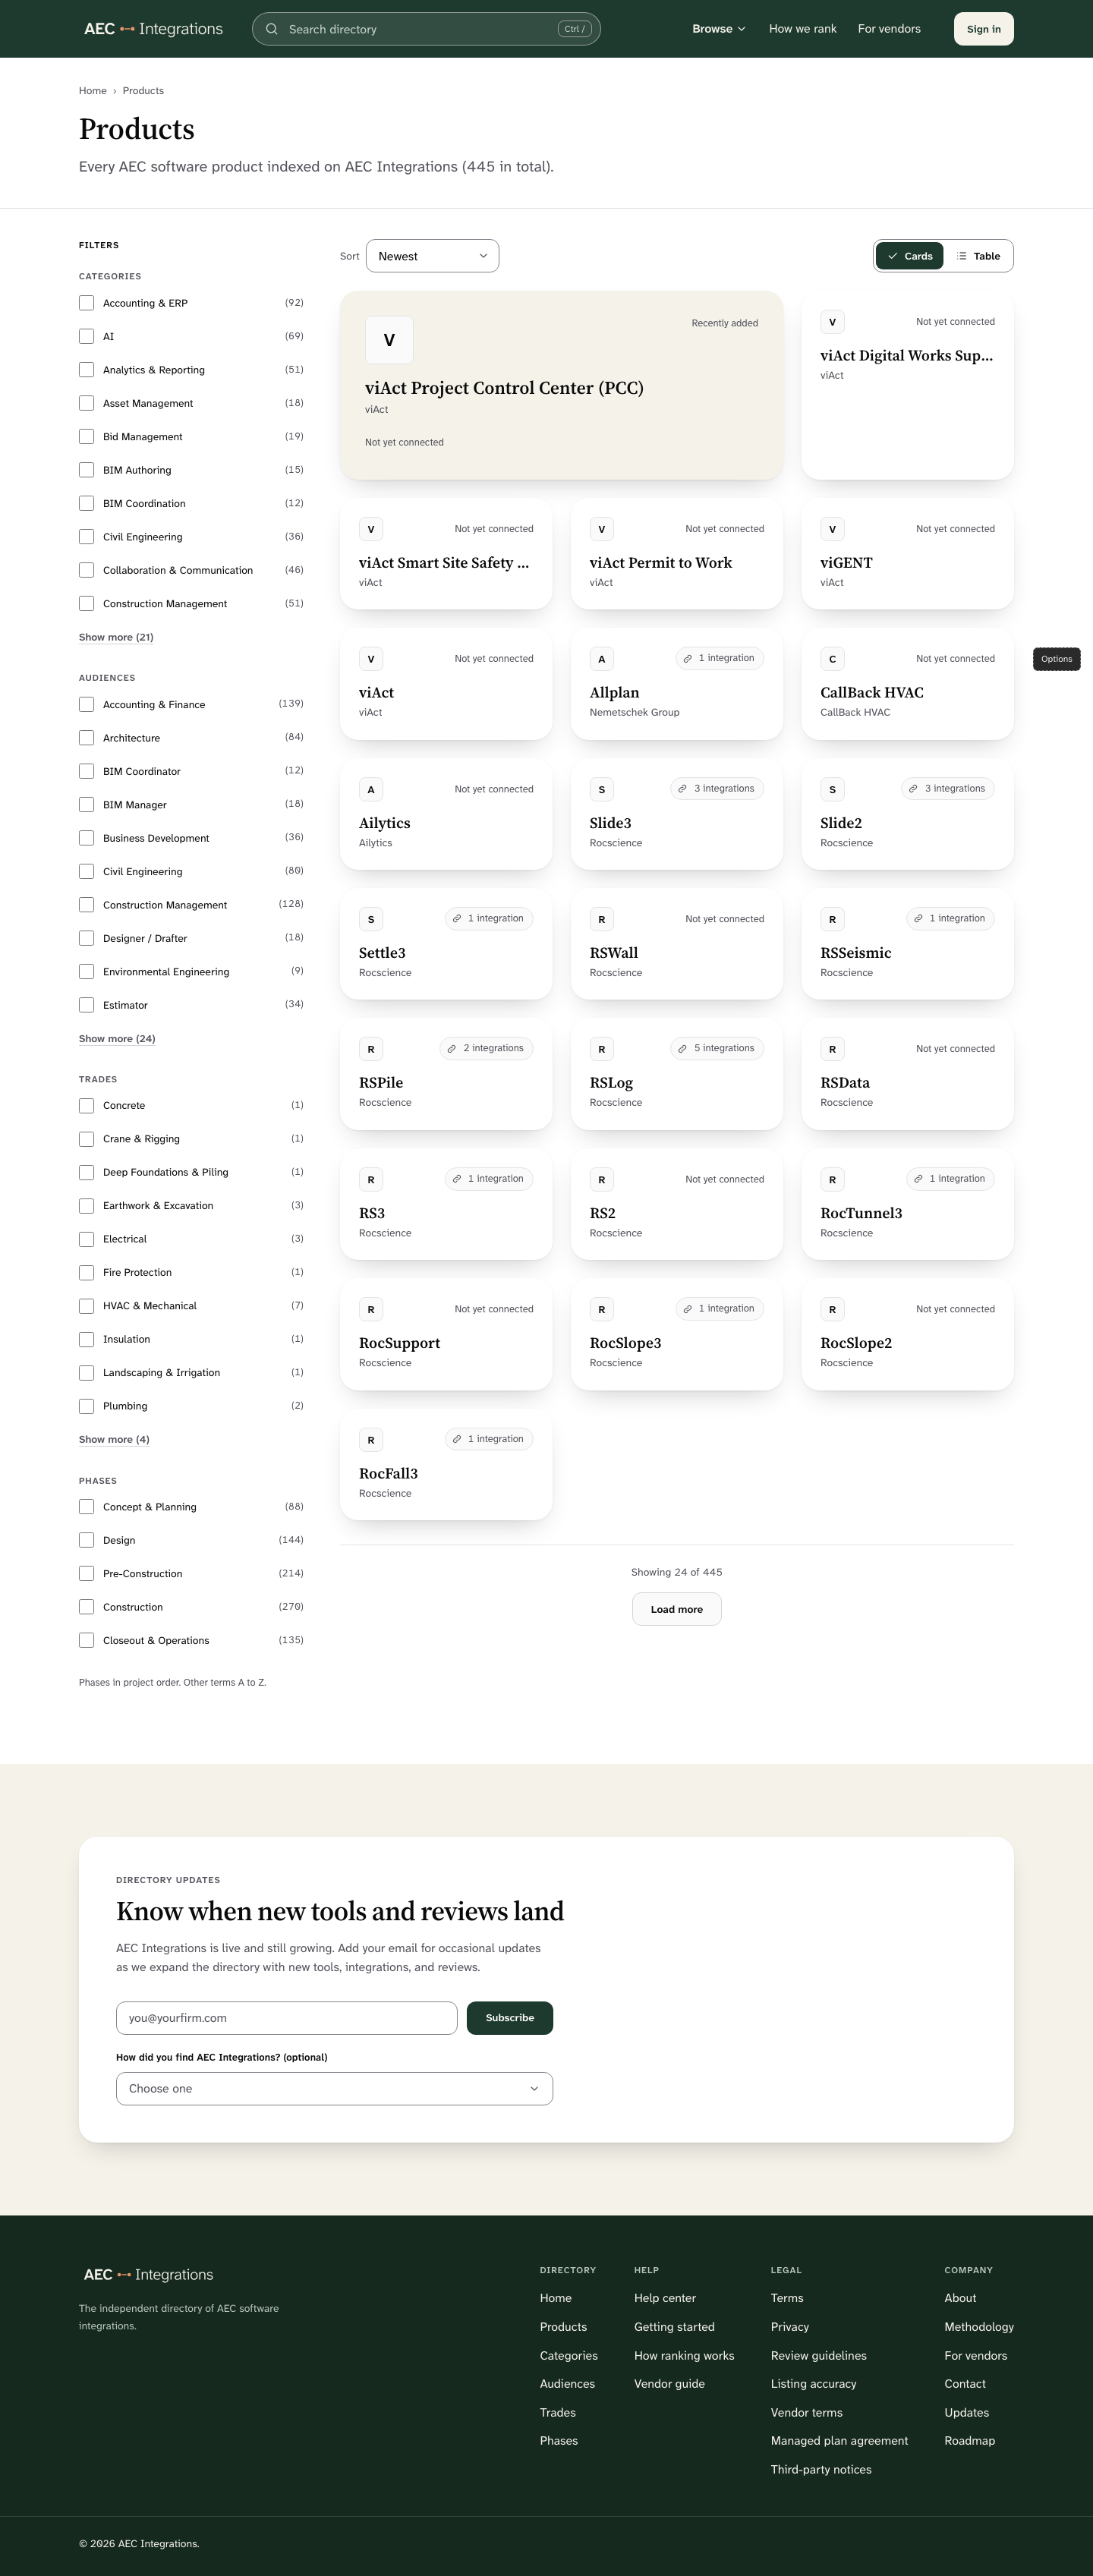 AEC Integrations
Search directory
Ctrl /
Browse
How we rank
For vendors
Sign in
Home › Products
Products
Every AEC software product indexed on AEC Integrations (445 in total).
FILTERS
CATEGORIES
Accounting & ERP (92)
AI (69)
Analytics & Reporting (51)
Asset Management (18)
Bid Management (19)
BIM Authoring (15)
BIM Coordination (12)
Civil Engineering (36)
Collaboration & Communication (46)
Construction Management (51)
Show more (21)
AUDIENCES
Accounting & Finance (139)
Architecture (84)
BIM Coordinator (12)
BIM Manager (18)
Business Development (36)
Civil Engineering (80)
Construction Management (128)
Designer / Drafter (18)
Environmental Engineering (9)
Estimator (34)
Show more (24)
TRADES
Concrete (1)
Crane & Rigging (1)
Deep Foundations & Piling (1)
Earthwork & Excavation (3)
Electrical (3)
Fire Protection (1)
HVAC & Mechanical (7)
Insulation (1)
Landscaping & Irrigation (1)
Plumbing (2)
Show more (4)
PHASES
Concept & Planning (88)
Design (144)
Pre-Construction (214)
Construction (270)
Closeout & Operations (135)
Phases in project order. Other terms A to Z.
Sort
Newest
Cards
Table
V
Recently added
viAct Project Control Center (PCC)
viAct
Not yet connected
V
Not yet connected
viAct Digital Works Sup...
viAct
V
Not yet connected
viAct Smart Site Safety ...
viAct
V
Not yet connected
viAct Permit to Work
viAct
V
Not yet connected
viGENT
viAct
V
Not yet connected
viAct
viAct
A
1 integration
Allplan
Nemetschek Group
C
Not yet connected
CallBack HVAC
CallBack HVAC
Options
A
Not yet connected
Ailytics
Ailytics
S
3 integrations
Slide3
Rocscience
S
3 integrations
Slide2
Rocscience
S
1 integration
Settle3
Rocscience
R
Not yet connected
RSWall
Rocscience
R
1 integration
RSSeismic
Rocscience
R
2 integrations
RSPile
Rocscience
R
5 integrations
RSLog
Rocscience
R
Not yet connected
RSData
Rocscience
R
1 integration
RS3
Rocscience
R
Not yet connected
RS2
Rocscience
R
1 integration
RocTunnel3
Rocscience
R
Not yet connected
RocSupport
Rocscience
R
1 integration
RocSlope3
Rocscience
R
Not yet connected
RocSlope2
Rocscience
R
1 integration
RocFall3
Rocscience
Showing 24 of 445
Load more
DIRECTORY UPDATES
Know when new tools and reviews land
AEC Integrations is live and still growing. Add your email for occasional updates
as we expand the directory with new tools, integrations, and reviews.
you@yourfirm.com
Subscribe
How did you find AEC Integrations? (optional)
Choose one
AEC Integrations
The independent directory of AEC software
integrations.
DIRECTORY
Home
Products
Categories
Audiences
Trades
Phases
HELP
Help center
Getting started
How ranking works
Vendor guide
LEGAL
Terms
Privacy
Review guidelines
Listing accuracy
Vendor terms
Managed plan agreement
Third-party notices
COMPANY
About
Methodology
For vendors
Contact
Updates
Roadmap
© 2026 AEC Integrations.